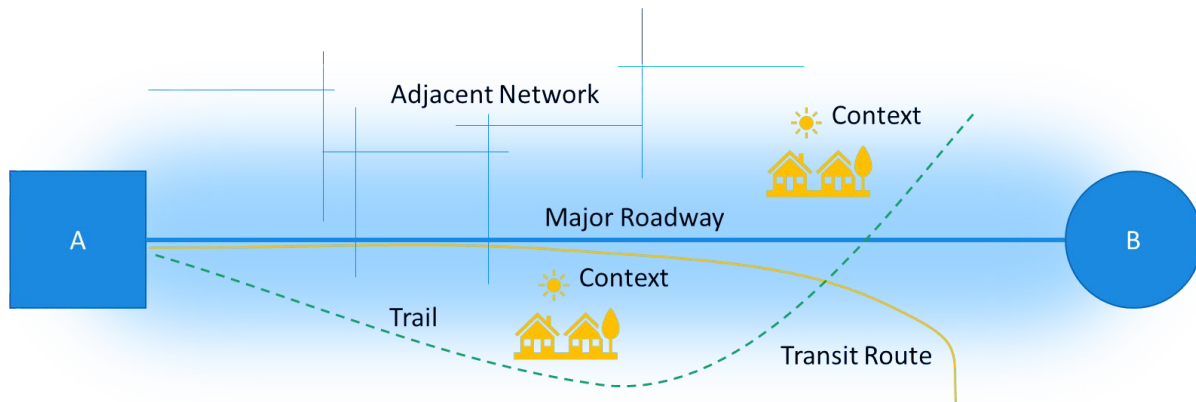 Adjacent Network
Context
A
Major Roadway
B
Context
Trail
Transit Route